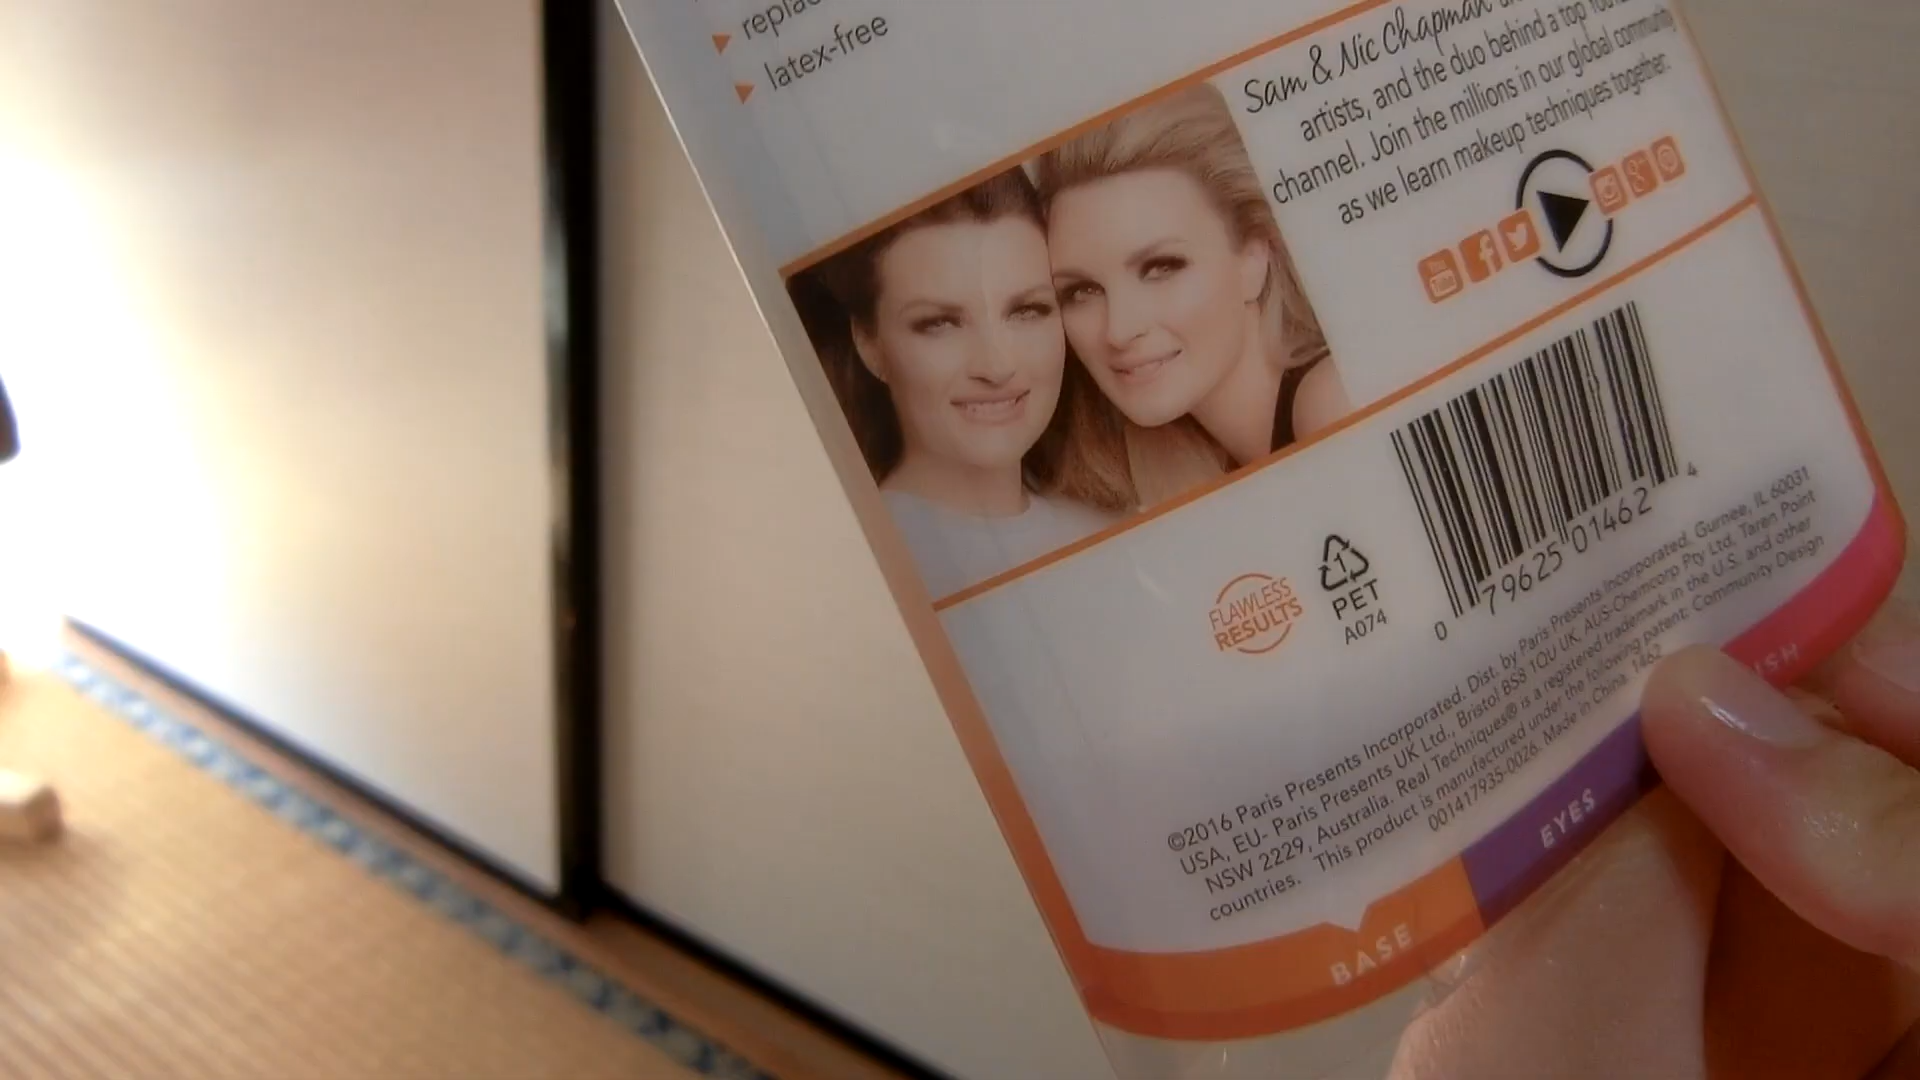 latex-free
Sam & Nic Chapman
artists, and the duo behind a top
channel. Join the millions in our global community
as we learn makeup techniques together.
You
Tube
FLAWLESS
RESULTS
1
PET
A074
0 79625 01462 4
©2016 Paris Presents Incorporated. Dist. by Paris Presents Incorporated. Gurnee, IL 60031
USA, EU- Paris Presents UK Ltd., Bristol BS8 1QU UK, AUS-Chemcorp Pty Ltd, Taren Point
NSW 2229, Australia. Real Techniques® is a registered trademark in the U.S. and other
countries. This product is manufactured under the following patent: Community Design
001417935-0026. Made in China. 1462
BASE
EYES